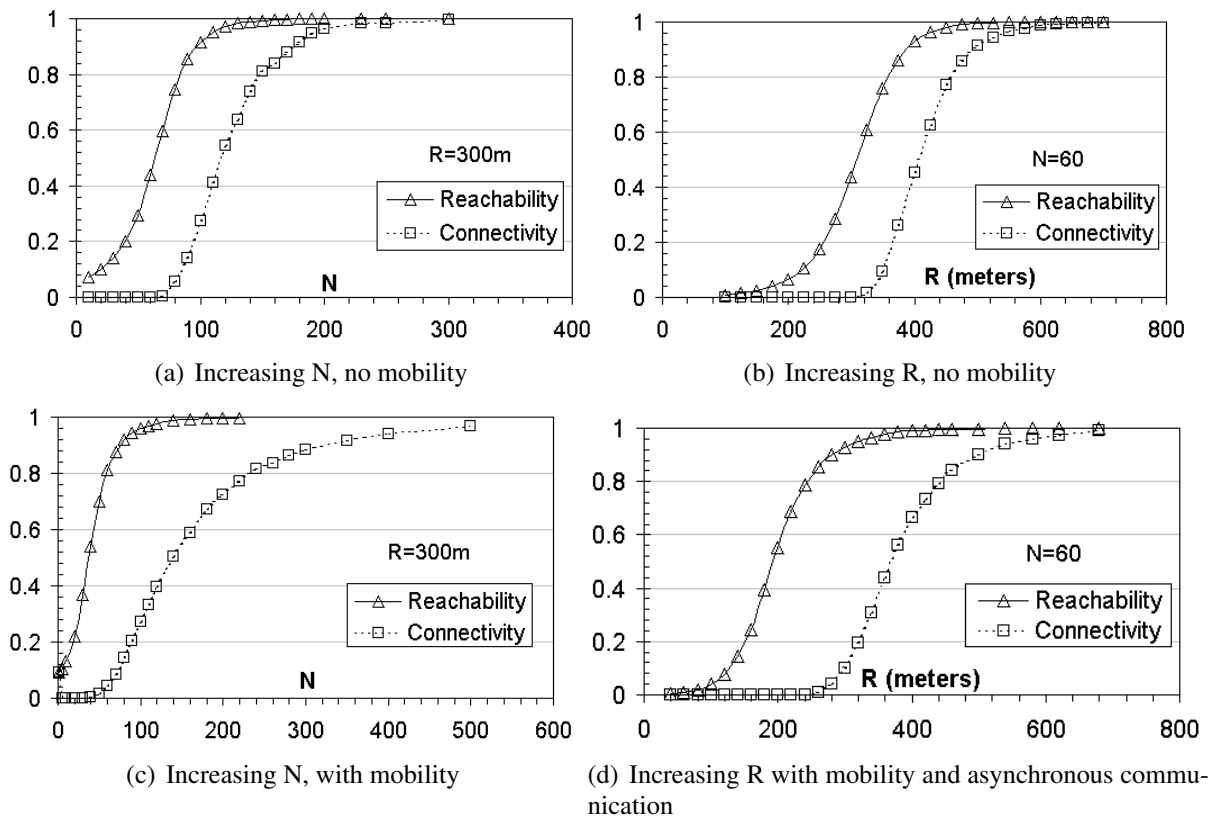 1
0.8
0.6
0.4
0.2
0
0 100 200 300 400
R=300m
Reachability
Connectivity
N
(a) Increasing N, no mobility
1
0.8
0.6
0.4
0.2
0
0 200 400 600 800
N=60
Reachability
Connectivity
R (meters)
(b) Increasing R, no mobility
1
0.8
0.6
0.4
0.2
0
0 100 200 300 400 500 600
R=300m
Reachability
Connectivity
N
(c) Increasing N, with mobility
1
0.8
0.6
0.4
0.2
0
0 200 400 600 800
N=60
Reachability
Connectivity
R (meters)
(d) Increasing R with mobility and asynchronous commu-
nication